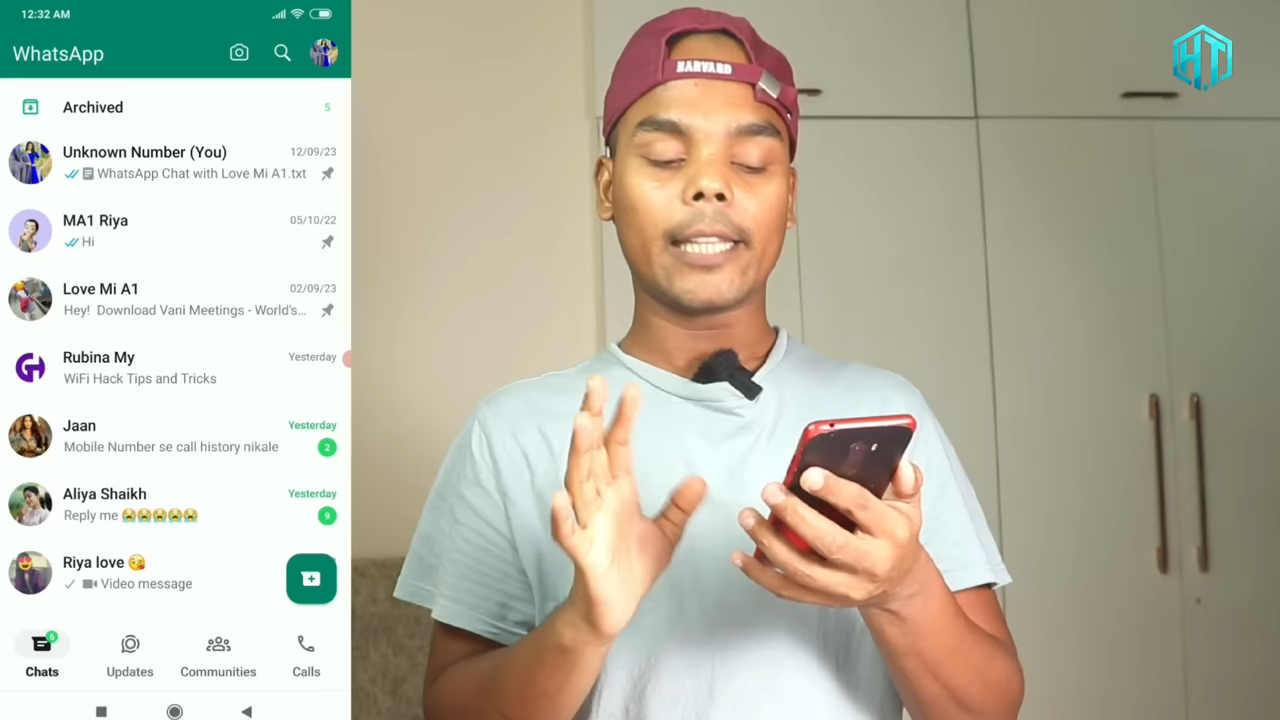 12:32 AM
WhatsApp
Archived 5
Unknown Number (You) 12/09/23
WhatsApp Chat with Love Mi A1.txt
MA1 Riya 05/10/22
Hi
Love Mi A1 02/09/23
Hey! Download Vani Meetings - World's...
Rubina My Yesterday
WiFi Hack Tips and Tricks
Jaan Yesterday
Mobile Number se call history nikale 2
Aliya Shaikh Yesterday
Reply me 😭😭😭😭😭 9
Riya love 😘
Video message
6
Chats Updates Communities Calls
HARVARD
HT